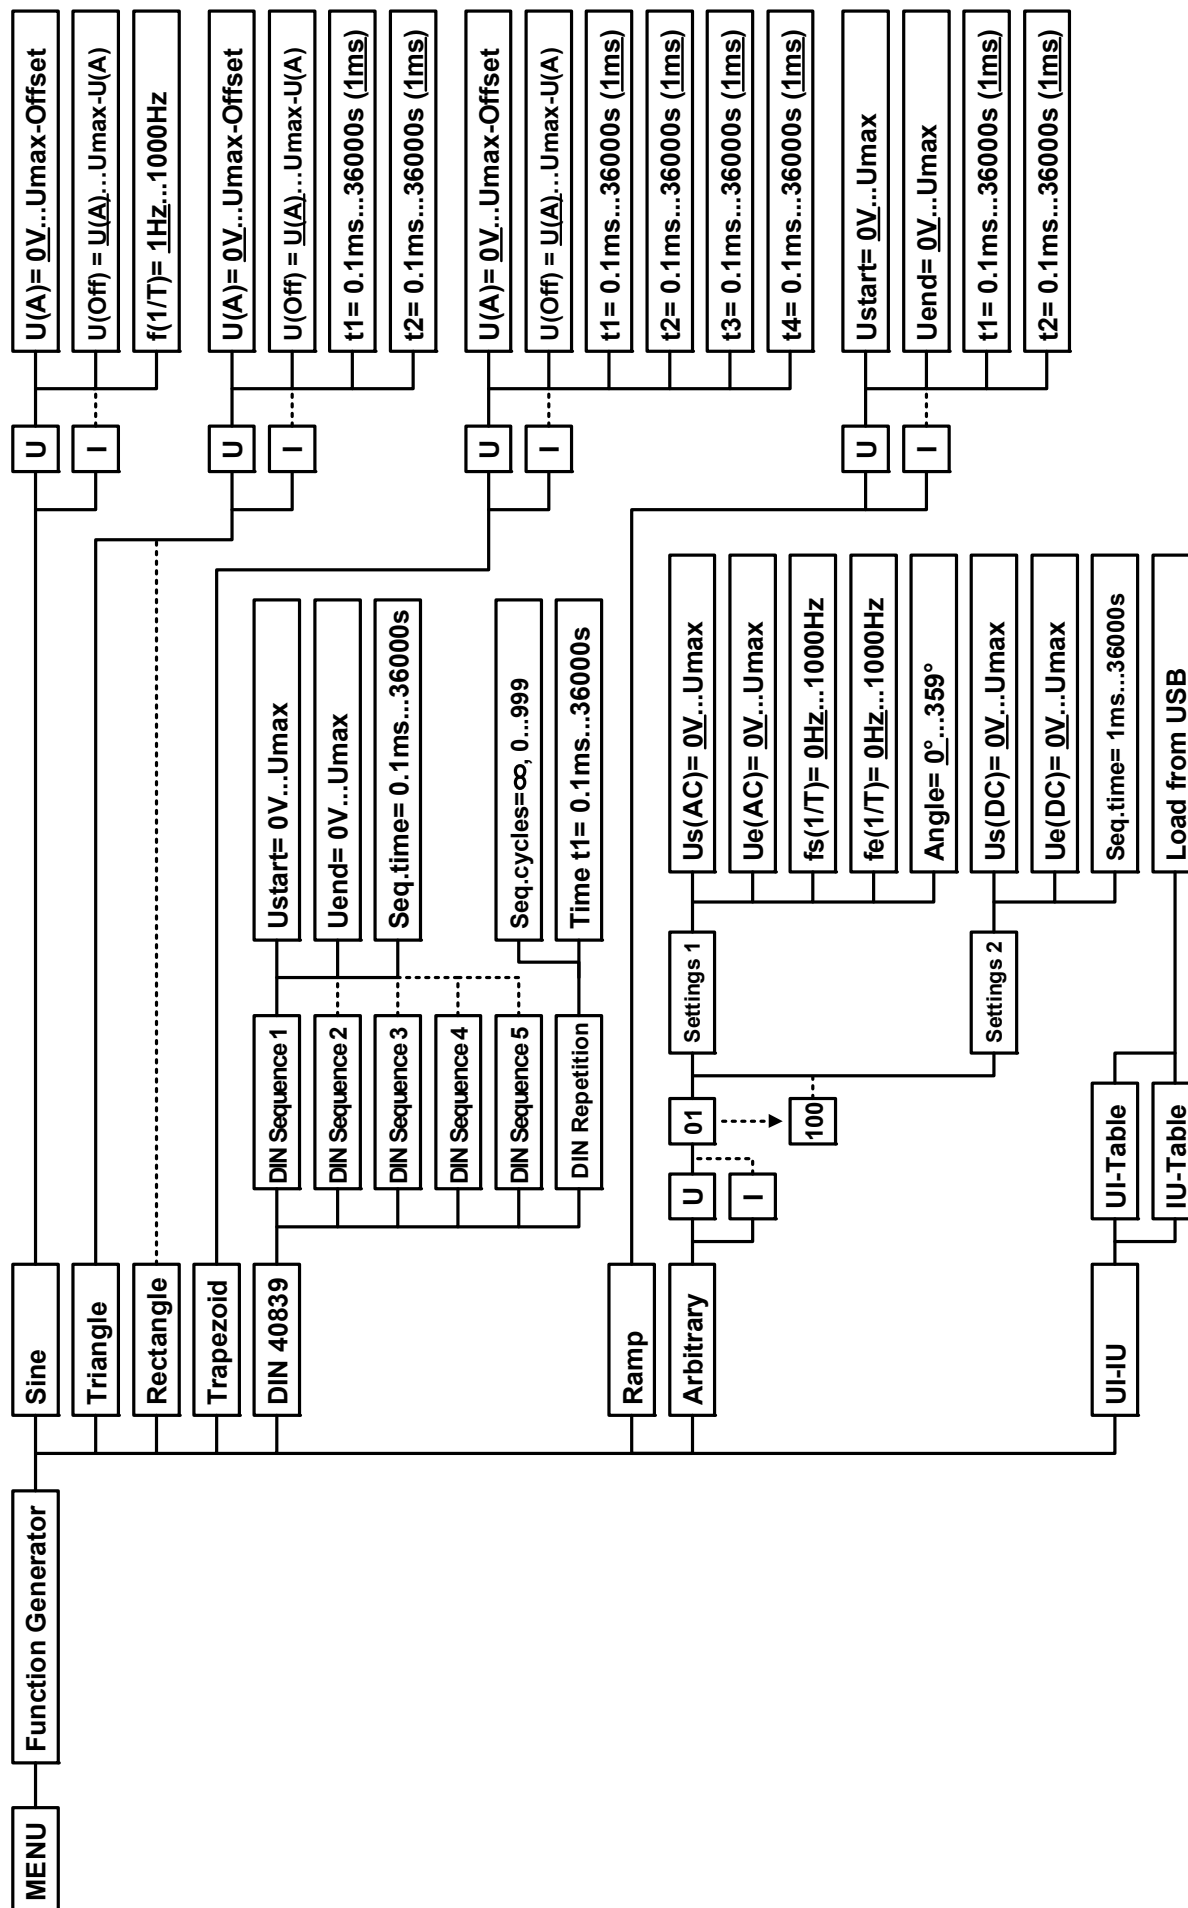 MENU
Function Generator
Sine
U
U(A)= 0V...Umax-Offset
I
U(Off) = U(A)...Umax-U(A)
f(1/T)= 1Hz...1000Hz
Triangle
Rectangle
U
U(A)= 0V...Umax-Offset
I
U(Off) = U(A)...Umax-U(A)
t1= 0.1ms...36000s (1ms)
t2= 0.1ms...36000s (1ms)
Trapezoid
U
U(A)= 0V...Umax-Offset
I
U(Off) = U(A)...Umax-U(A)
t1= 0.1ms...36000s (1ms)
t2= 0.1ms...36000s (1ms)
t3= 0.1ms...36000s (1ms)
t4= 0.1ms...36000s (1ms)
DIN 40839
DIN Sequence 1
Ustart= 0V...Umax
DIN Sequence 2
Uend= 0V...Umax
DIN Sequence 3
Seq.time= 0.1ms...36000s
DIN Sequence 4
DIN Sequence 5
Seq.cycles=∞, 0...999
DIN Repetition
Time t1= 0.1ms...36000s
Ramp
U
Ustart= 0V...Umax
I
Uend= 0V...Umax
t1= 0.1ms...36000s (1ms)
t2= 0.1ms...36000s (1ms)
Arbitrary
U
I
01
100
Settings 1
Us(AC)= 0V...Umax
Ue(AC)= 0V...Umax
fs(1/T)= 0Hz...1000Hz
fe(1/T)= 0Hz...1000Hz
Angle= 0°...359°
Settings 2
Us(DC)= 0V...Umax
Ue(DC)= 0V...Umax
Seq.time= 1ms...36000s
UI-IU
UI-Table
IU-Table
Load from USB